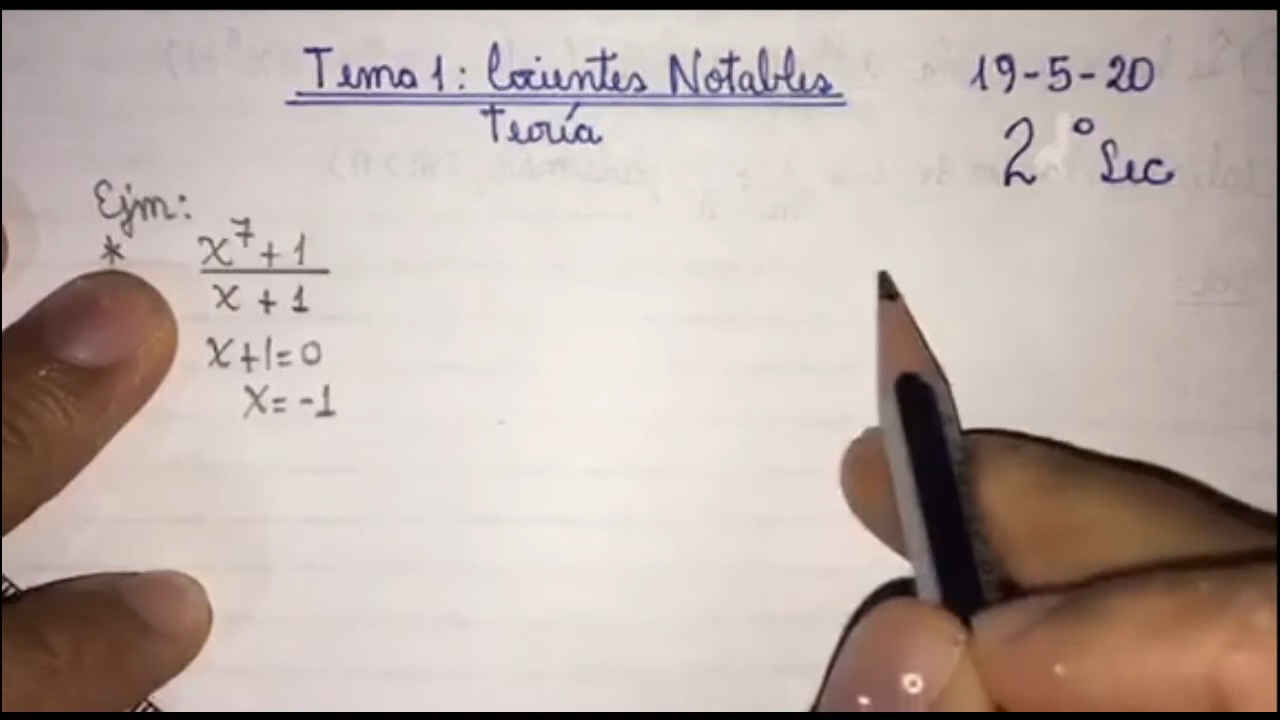 Tema 1: Cocientes Notables
Teoría
19-5-20
2° Sec
Ejm:
* x⁷ + 1
x + 1
x+1=0
x= -1